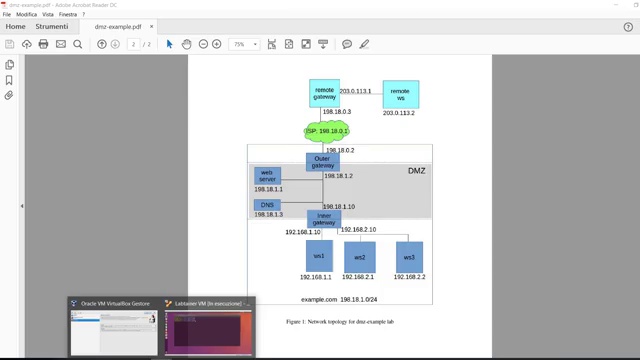 dmz-example.pdf - Adobe Acrobat Reader DC
File Modifica Vista Finestra ?
Home Strumenti dmz-example.pdf ×
2 / 2 75%
remote
gateway
203.0.113.1
remote
ws
198.18.0.3
203.0.113.2
ISP: 198.18.0.1
198.18.0.2
Outer
gateway
DMZ
web
server
198.18.1.2
198.18.1.1
DNS
198.18.1.10
198.18.1.3
Inner
gateway
192.168.1.10
192.168.2.10
ws1
ws2
ws3
192.168.1.1
192.168.2.1
192.168.2.2
example.com 198.18.1.0/24
Oracle VM VirtualBox Gestore
Labtainer VM (In esecuzione) - ...
Figure 1: Network topology for dmz-example lab